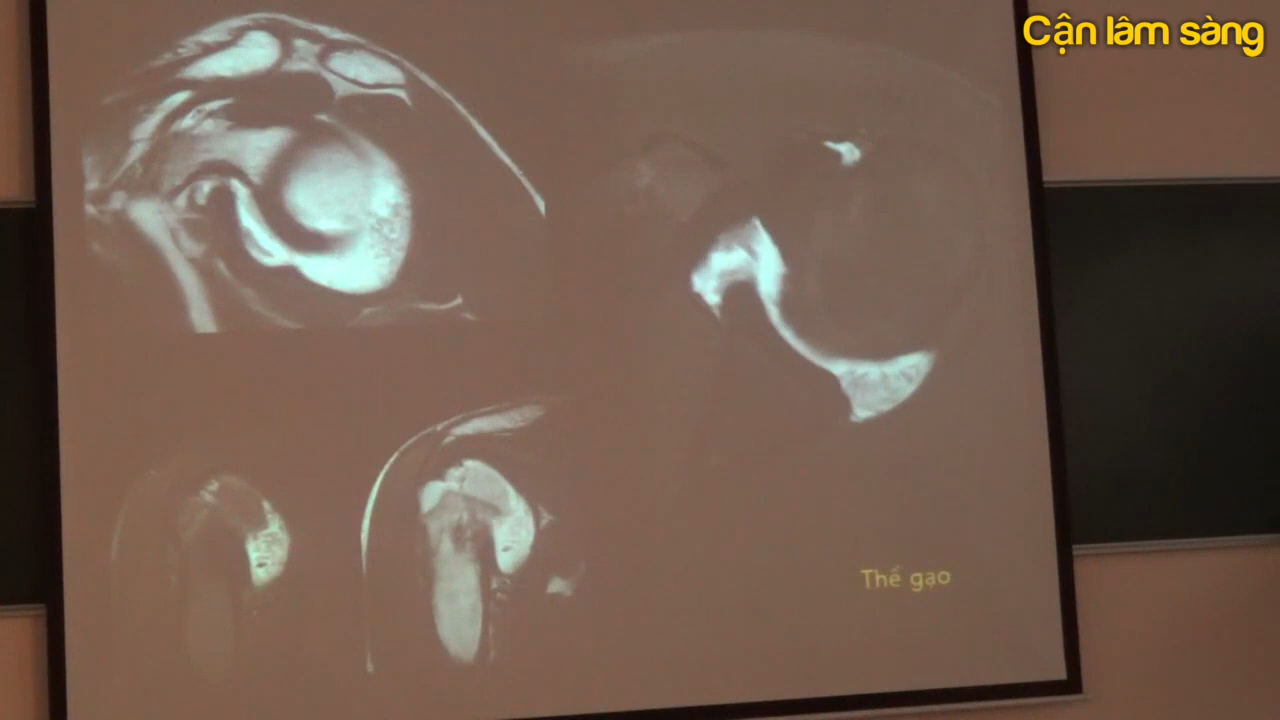 Cận lâm sàng
Thể gạo